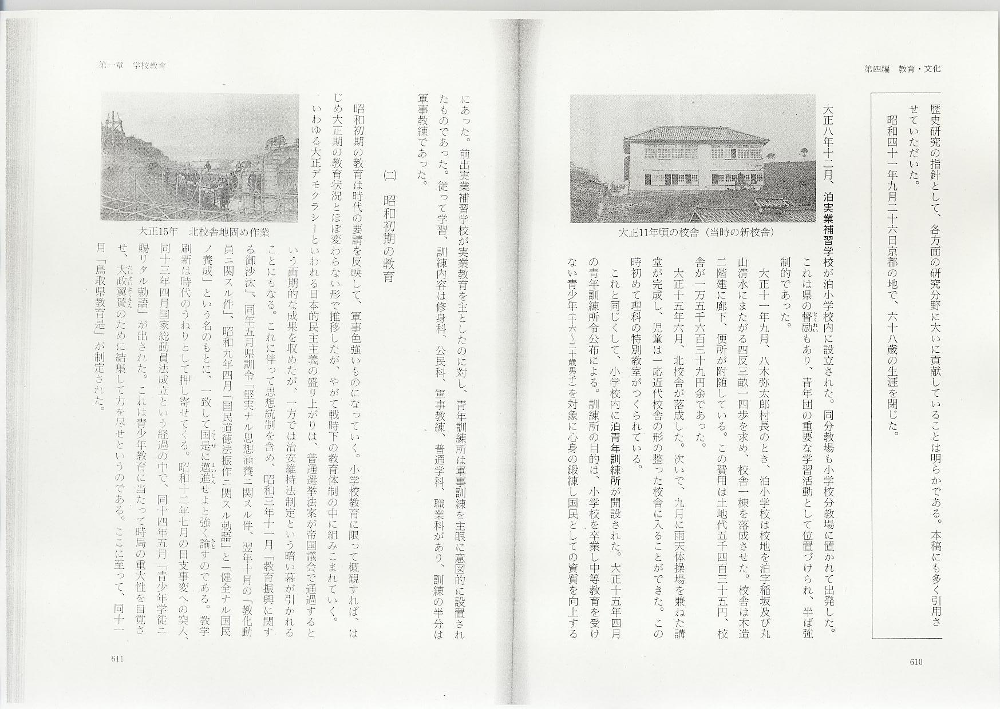 第四編　教育・文化
歴史研究の指針として、各方面の研究分野に大いに貢献していることは明らかである。本稿にも多く引用さ
せていただいた。
昭和四十一年九月二十六日京都の地で、六十八歳の生涯を閉じた。
大正八年十二月、泊実業補習学校が泊小学校内に設立された。同分教場も小学校分教場に置かれて出発した。
これは県の督励もあり、青年団の重要な学習活動として位置づけられ、半ば強
とくれい
制的であった。
大正十一年九月、八木弥太郎村長のとき、泊小学校は校地を泊字稲坂及び丸
山清水にまたがる四反三畝一四歩を求め、校舎一棟を落成させた。校舎は木造
二階建に廊下、便所が附随している。この費用は土地代五千四百三十五円、校
舎が一万五千六百三十九円余であった。
大正十五年六月、北校舎が落成した。次いで、九月に雨天体操場を兼ねた講
堂が完成し、児童は一応近代校舎の形の整った校舎に入ることができた。この
時初めて理科の特別教室がつくられている。
これと同じくして、小学校内に泊青年訓練所が開設された。大正十五年四月
の青年訓練所令公布による。訓練所の目的は、小学校を卒業し中等教育を受け
ない青少年（十六～二十歳男子）を対象に心身の鍛練し国民としての資質を向上する
大正11年頃の校舎（当時の新校舎）
610
第一章　学校教育
にあった。前出実業補習学校が実業教育を主としたのに対し、青年訓練所は軍事訓練を主眼に意図的に設置され
たものであった。従って学習、訓練内容は修身科、公民科、軍事教練、普通学科、職業科があり、訓練の半分は
軍事教練であった。
㈡　昭和初期の教育
昭和初期の教育は時代の要請を反映して、軍事色強いものになっていく。小学校教育に限って概観すれば、は
じめ大正期の教育状況とほぼ変わらない形で推移したが、やがて戦時下の教育体制の中に組みこまれていく。
いわゆる大正デモクラシーといわれる日本的民主主義の盛り上がりは、普通選挙法案が帝国議会で通過すると
いう画期的な成果を収めたが、一方では治安維持法制定という暗い幕が引かれる
ことにもなる。これに伴って思想統制を含め、昭和三年十一月「教育振興に関す
る御沙汰」、同年五月県訓令「堅実ナル思想涵養ニ関スル件、翌年十月の「教化動
員ニ関スル件」、昭和九年四月「国民道徳法振作ニ関スル勅語」と「健全ナル国民
ノ養成」という名のもとに、一致して国是に邁進せよと強く諭すのである。教学
こくぜ
まいしん
さと
刷新は時代のうねりとして押し寄せてくる。昭和十二年七月の日支事変への突入、
同十三年四月国家総動員法成立という経過の中で、同十四年五月「青少年学徒ニ
賜リタル勅語」が出された。これは青少年教育に当たって時局の重大性を自覚さ
せ、大政翼賛のために結集して力を尽せというのである。ここに至って、同十一
たいせいよくさん
月「鳥取県教育是」が制定された。
大正15年　北校舎地固め作業
611